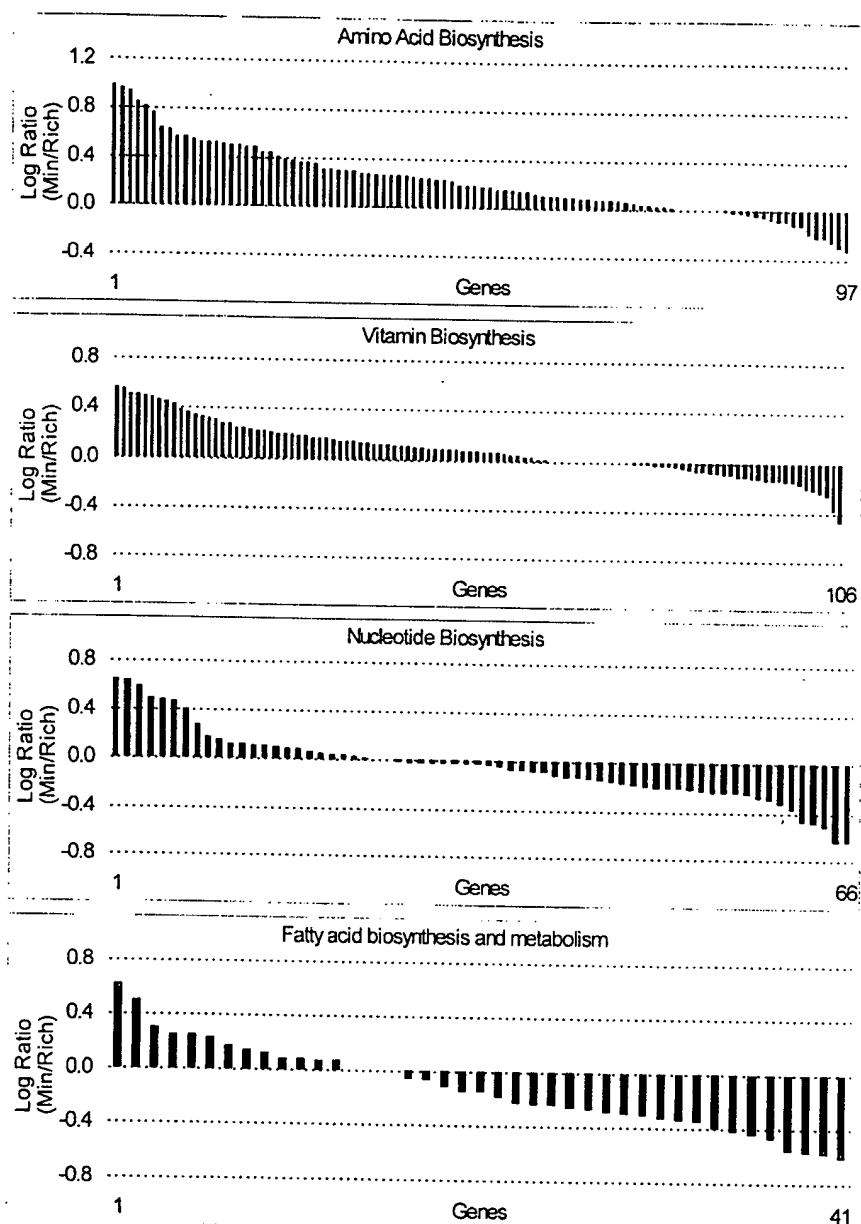 Amino Acid Biosynthesis
1.2
0.8
0.4
0.0
-0.4
Log Ratio
(Min/Rich)
1 Genes 97
Vitamin Biosynthesis
0.8
0.4
0.0
-0.4
-0.8
Log Ratio
(Min/Rich)
1 Genes 106
Nucleotide Biosynthesis
0.8
0.4
0.0
-0.4
-0.8
Log Ratio
(Min/Rich)
1 Genes 66
Fatty acid biosynthesis and metabolism
0.8
0.4
0.0
-0.4
-0.8
Log Ratio
(Min/Rich)
1 Genes 41